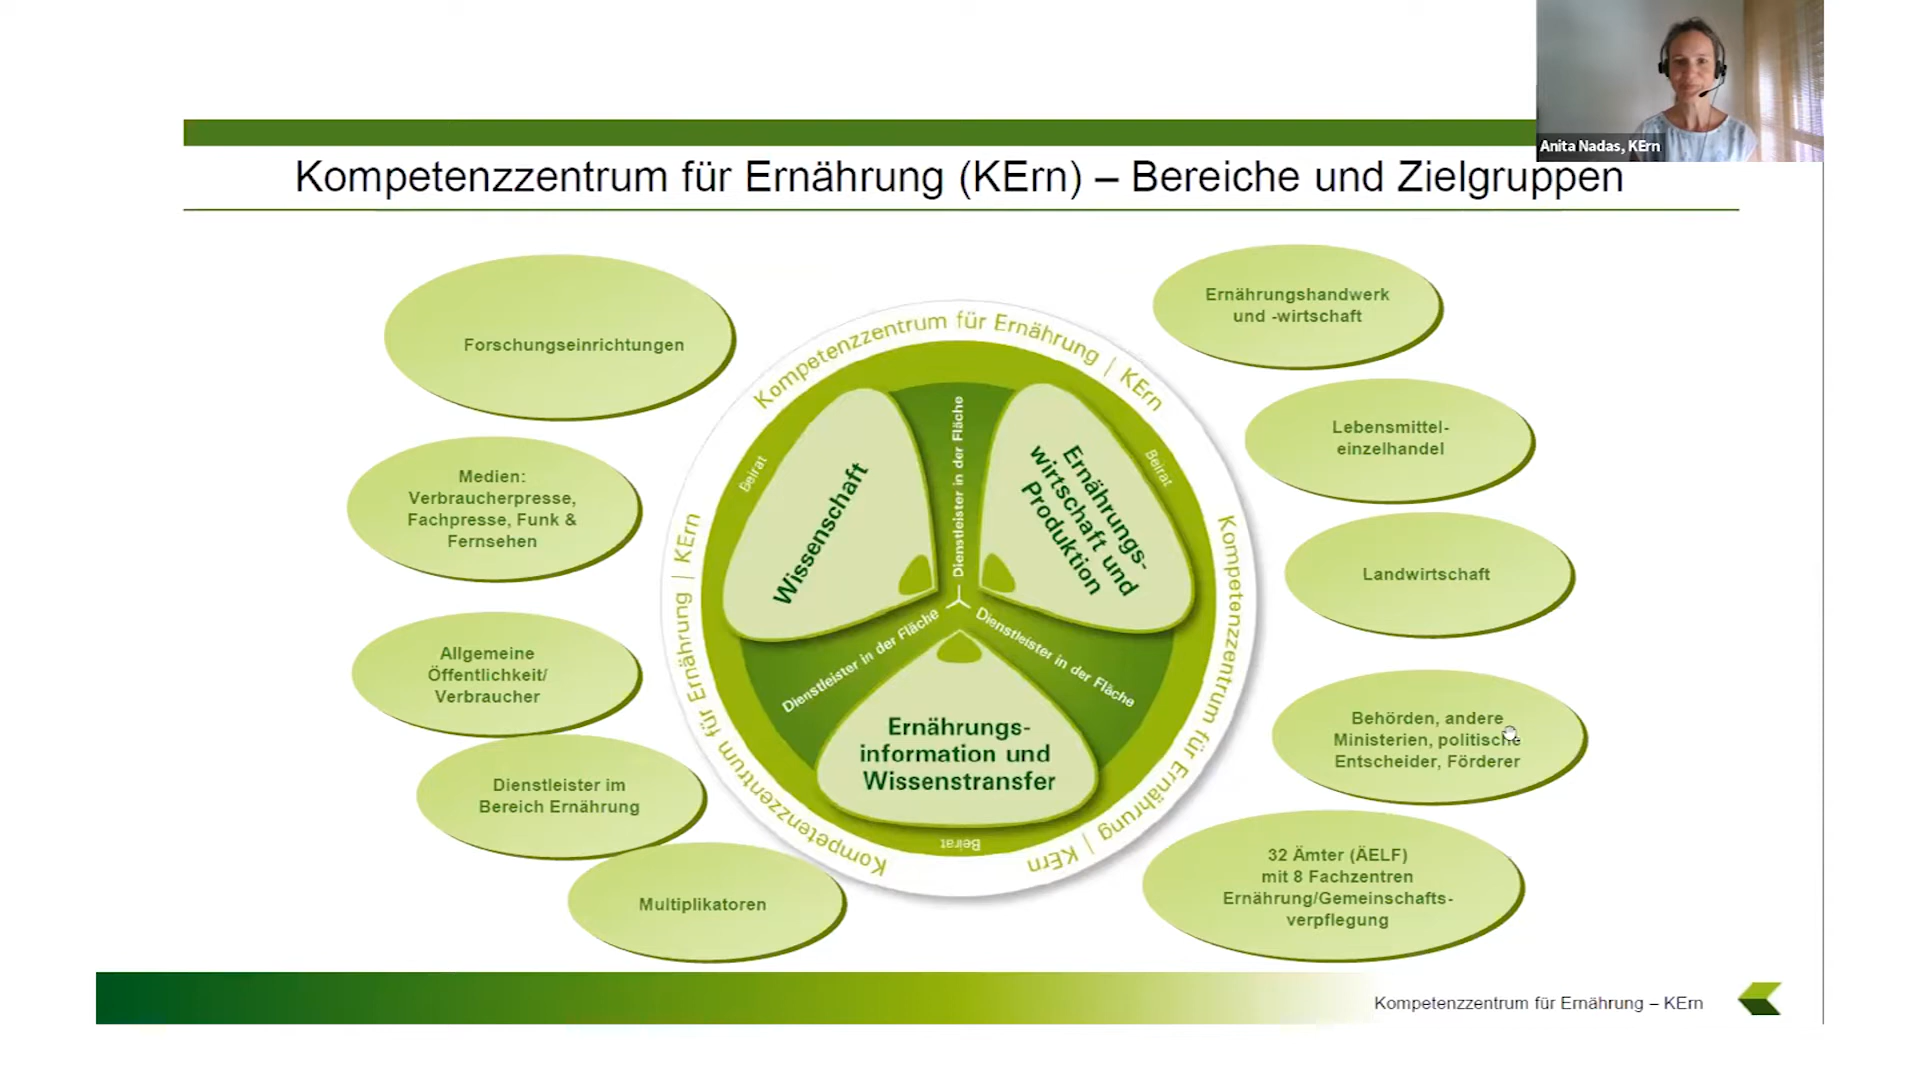 Anita Nadas, KErn
Kompetenzzentrum für Ernährung (KErn) – Bereiche und Zielgruppen
Forschungseinrichtungen
Medien:
Verbraucherpresse,
Fachpresse, Funk &
Fernsehen
Allgemeine
Öffentlichkeit/
Verbraucher
Dienstleister im
Bereich Ernährung
Multiplikatoren
Kompetenzzentrum für Ernährung | KErn
Kompetenzzentrum für Ernährung | KErn
Kompetenzzentrum für Ernährung | KErn
Beirat
Beirat
Beirat
Wissenschaft
Ernährungs-
wirtschaft und
Produktion
Dienstleister in der Fläche
Dienstleister in der Fläche
Dienstleister in der Fläche
Ernährungs-
information und
Wissenstransfer
Ernährungshandwerk
und -wirtschaft
Lebensmittel-
einzelhandel
Landwirtschaft
Behörden, andere
Ministerien, politische
Entscheider, Förderer
32 Ämter (ÄELF)
mit 8 Fachzentren
Ernährung/Gemeinschafts-
verpflegung
Kompetenzzentrum für Ernährung – KErn